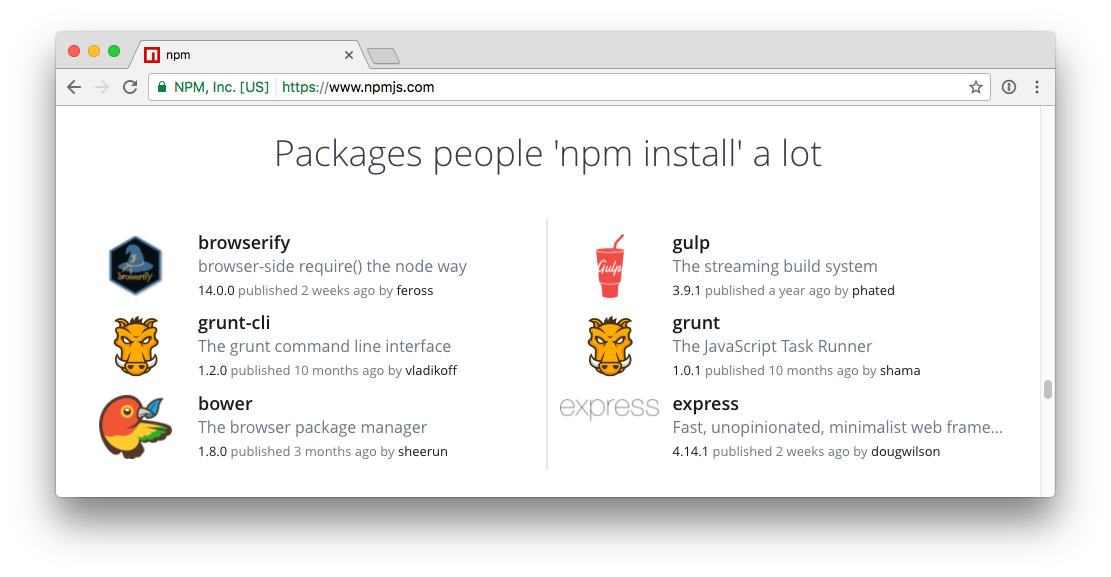 npm
NPM, Inc. [US] https://www.npmjs.com
Packages people 'npm install' a lot
browserify
browserify
browser-side require() the node way
14.0.0 published 2 weeks ago by feross
grunt-cli
The grunt command line interface
1.2.0 published 10 months ago by vladikoff
bower
The browser package manager
1.8.0 published 3 months ago by sheerun
Gulp
gulp
The streaming build system
3.9.1 published a year ago by phated
grunt
The JavaScript Task Runner
1.0.1 published 10 months ago by shama
express
express
Fast, unopinionated, minimalist web frame...
4.14.1 published 2 weeks ago by dougwilson